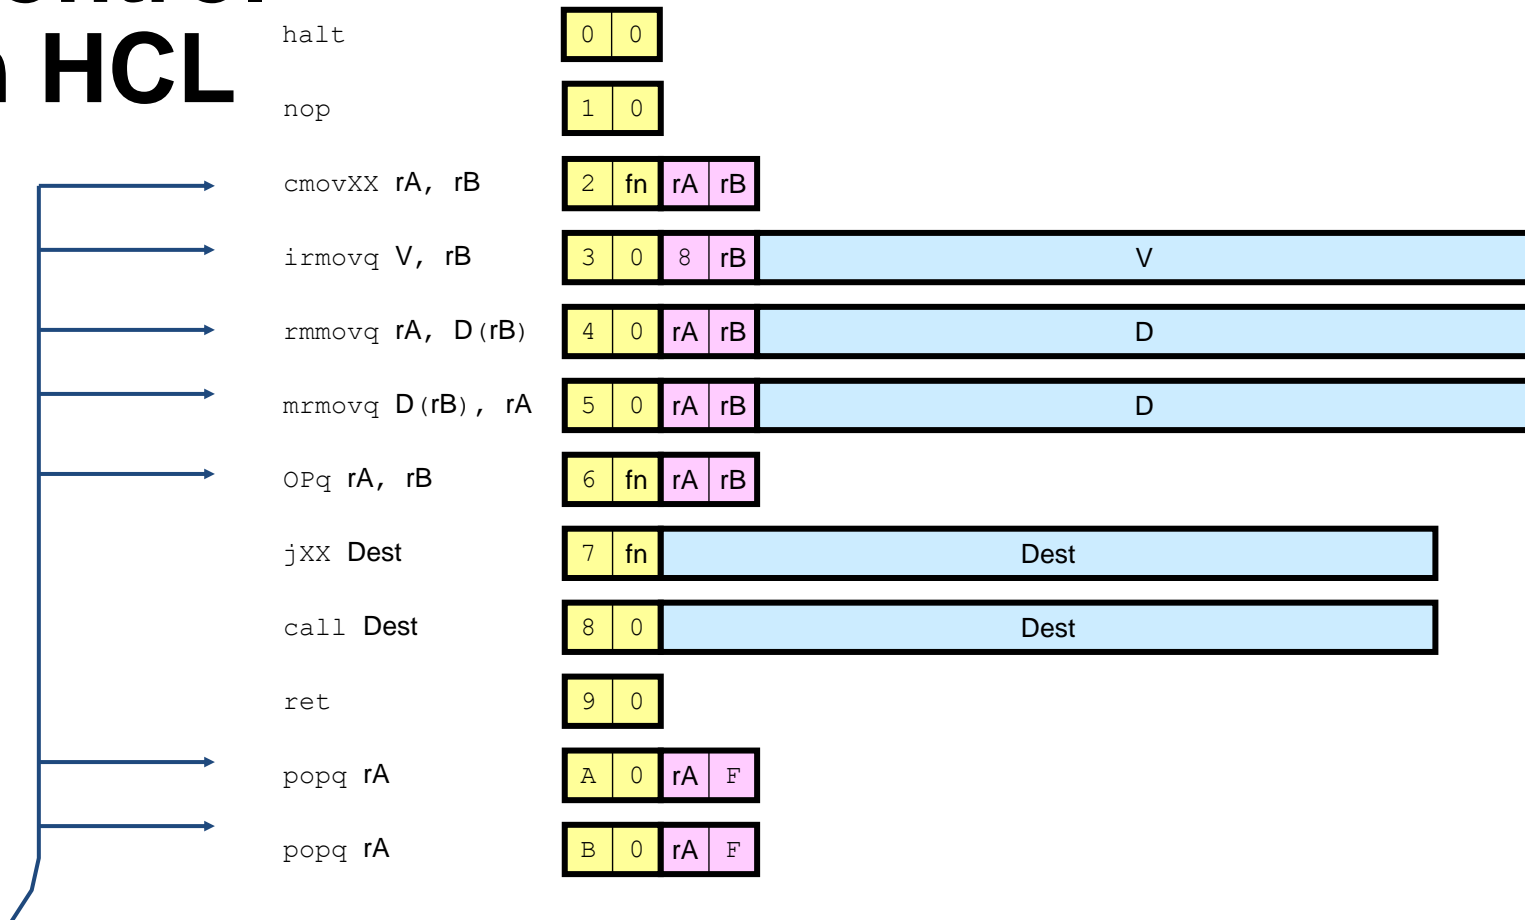 n HCL
halt 0 0
nop 1 0
cmovXX rA, rB 2 fn rA rB
irmovq V, rB 3 0 8 rB V
rmmovq rA, D(rB) 4 0 rA rB D
mrmovq D(rB), rA 5 0 rA rB D
OPq rA, rB 6 fn rA rB
jXX Dest 7 fn Dest
call Dest 8 0 Dest
ret 9 0
popq rA A 0 rA F
popq rA B 0 rA F